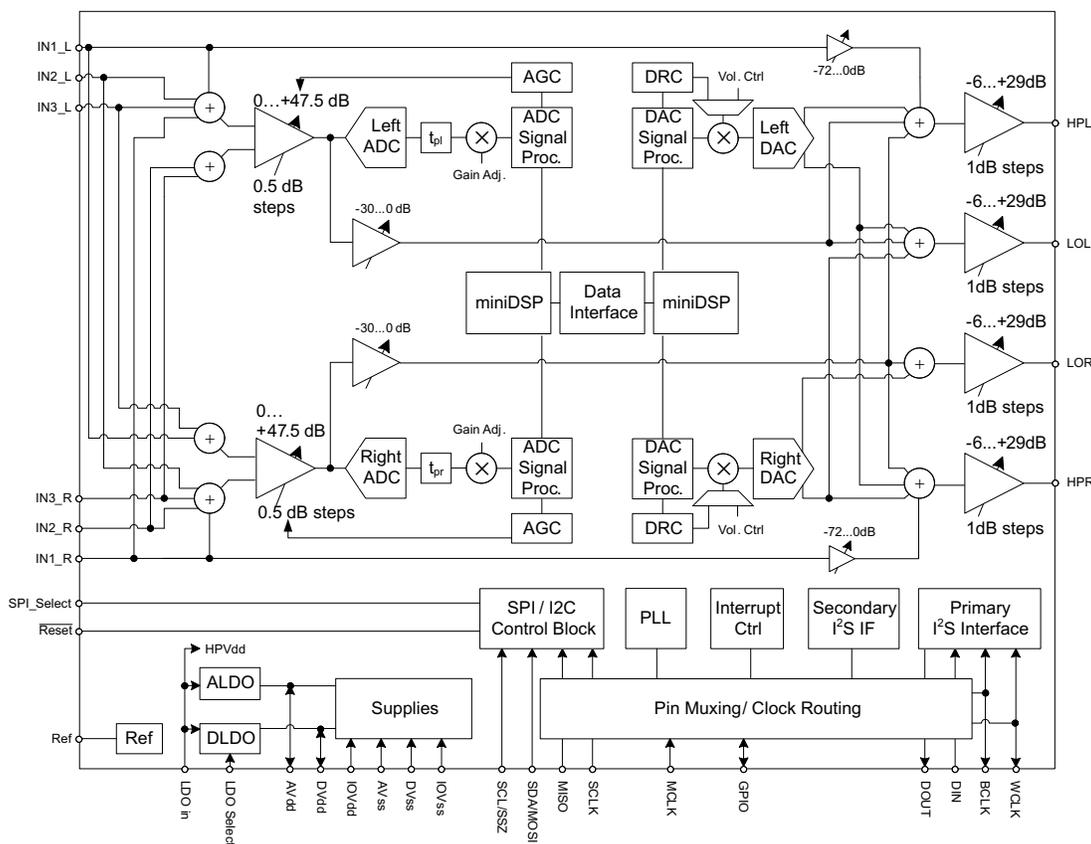 IN1_L
IN2_L
IN3_L
0…+47.5 dB
0.5 dB
steps
Left
ADC
tpl
Gain Adj.
AGC
ADC
Signal
Proc.
DRC
DAC
Signal
Proc.
Vol. Ctrl
Left
DAC
-72...0dB
-6...+29dB
HPL
1dB steps
-30...0 dB
-6...+29dB
LOL
1dB steps
miniDSP
Data
Interface
miniDSP
-30...0 dB
-6...+29dB
LOR
1dB steps
0…
+47.5 dB
0.5 dB steps
Right
ADC
tpr
Gain Adj.
ADC
Signal
Proc.
AGC
DAC
Signal
Proc.
DRC
Vol. Ctrl
Right
DAC
-6...+29dB
HPR
1dB steps
-72...0dB
IN3_R
IN2_R
IN1_R
SPI_Select
Reset
SPI / I2C
Control Block
PLL
Interrupt
Ctrl
Secondary
I2S IF
Primary
I2S Interface
HPVdd
ALDO
DLDO
Supplies
Pin Muxing/ Clock Routing
Ref
Ref
LDO in
LDO Select
AVdd
DVdd
IOVdd
AVss
DVss
IOVss
SCL/SSZ
SDA/MOSI
MISO
SCLK
MCLK
GPIO
DOUT
DIN
BCLK
WCLK